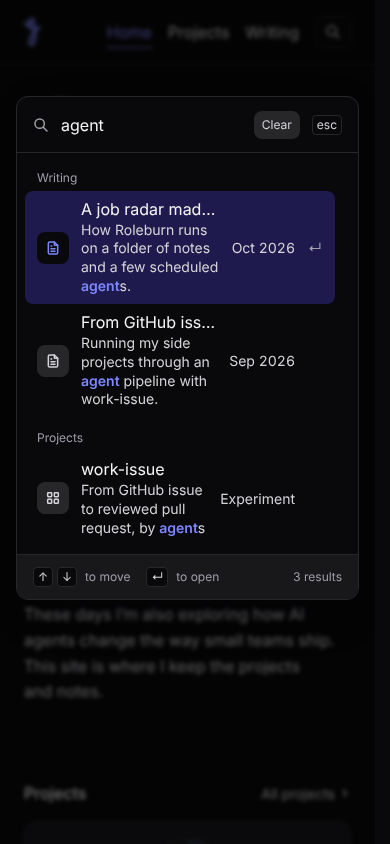 Home Projects Writing
agent Clear esc
Writing
A job radar mad...
How Roleburn runs
on a folder of notes
and a few scheduled
agents.
Oct 2026
From GitHub iss...
Running my side
projects through an
agent pipeline with
work-issue.
Sep 2026
Projects
work-issue
From GitHub issue
to reviewed pull
request, by agents
Experiment
to move to open 3 results
These days I'm also exploring how AI
agents change the way small teams ship.
This site is where I keep the projects
and notes.
Projects All projects